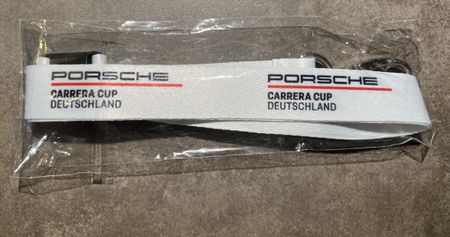 PORSCHE
CARRERA CUP
DEUTSCHLAND
PORSCHE
CARRERA CUP
DEUTSCHLAND